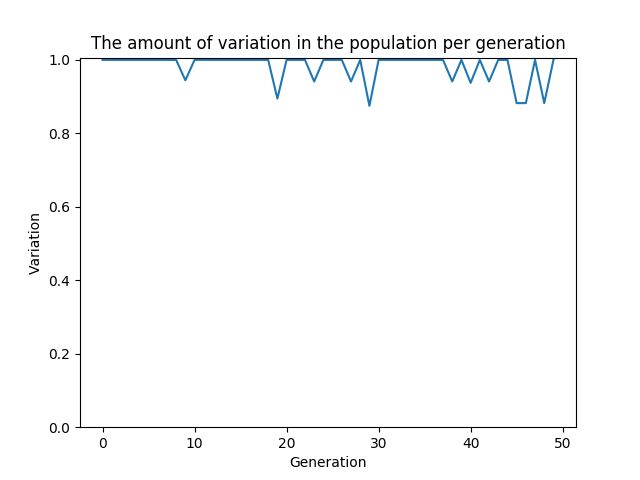 The amount of variation in the population per generation
1.0
0.8
0.6
0.4
0.2
0.0
Variation
0 10 20 30 40 50
Generation